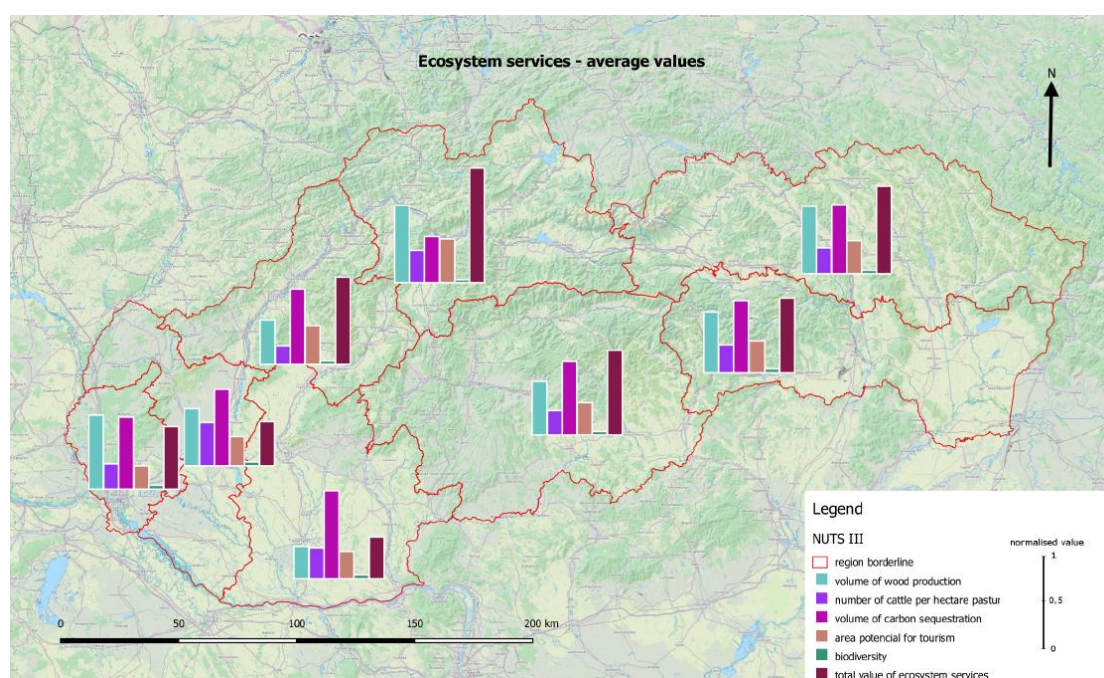 Ecosystem services - average values
N
0
50
100
150
200 km
Legend
NUTS III
region borderline
volume of wood production
number of cattle per hectare pastur
volume of carbon sequestration
area potencial for tourism
biodiversity
total value of ecosystem services
normalised value
1
0.5
0